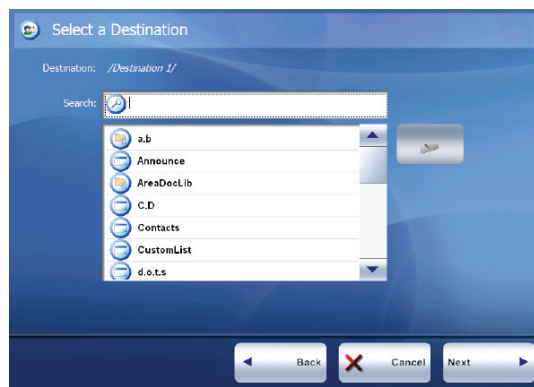 Select a Destination
Destination: /Destination 1/
Search:
a.b
Announce
AreaDocLib
C.D
Contacts
CustomList
d.o.t.s
Back Cancel Next